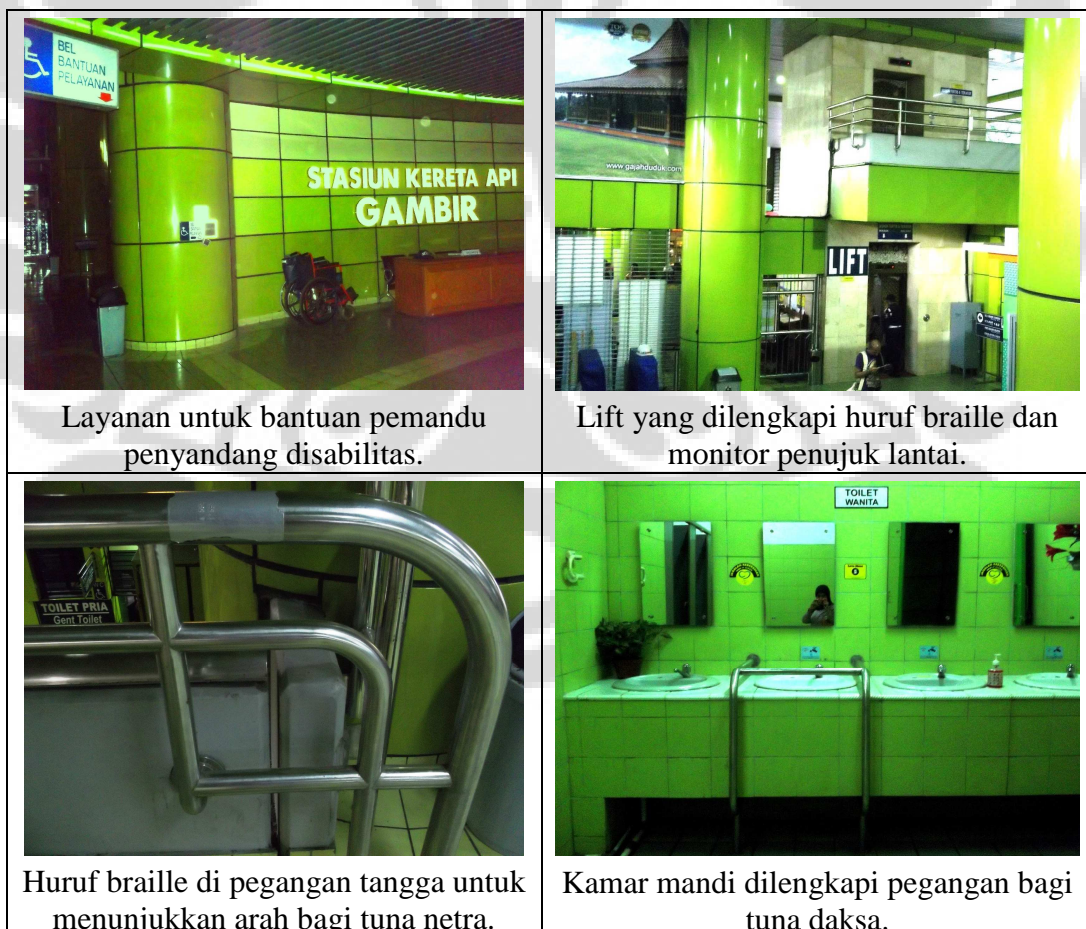 BEL
BANTUAN
PELAYANAN
STASIUN KERETA API
GAMBIR
www.gajahduduk.com
LIFT
Layanan untuk bantuan pemandu
penyandang disabilitas.
Lift yang dilengkapi huruf braille dan
monitor penujuk lantai.
TOILET PRIA
Gent Toilet
TOILET
WANITA
Huruf braille di pegangan tangga untuk
menunjukkan arah bagi tuna netra.
Kamar mandi dilengkapi pegangan bagi
tuna daksa.